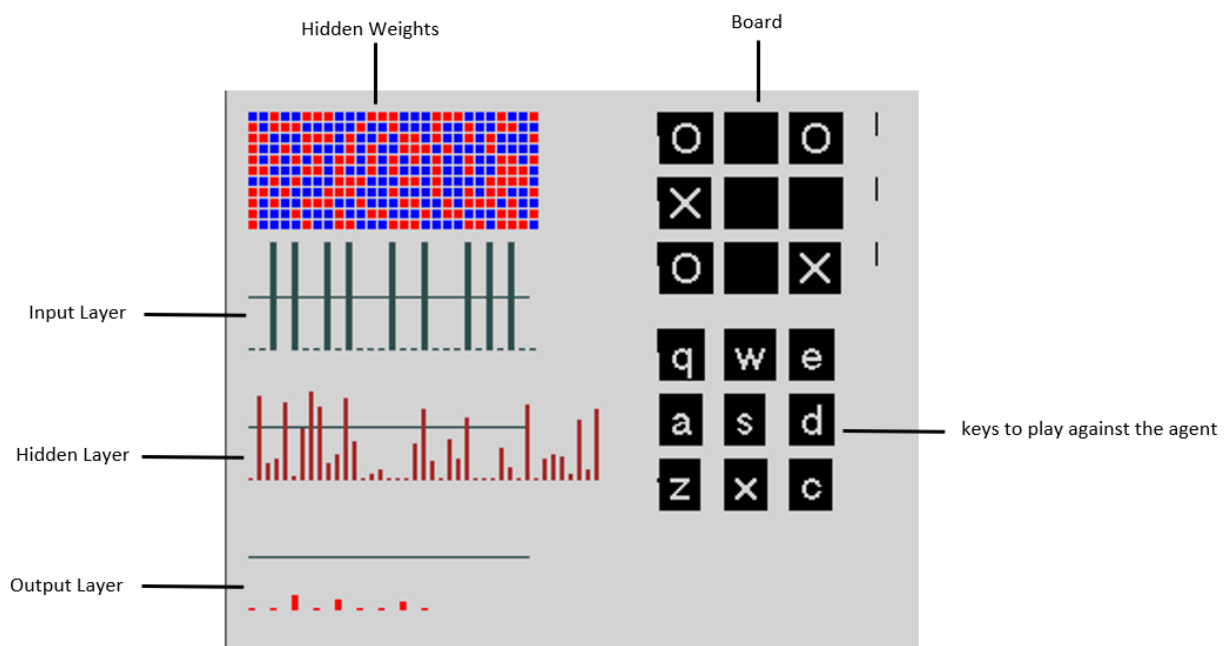 Hidden Weights
Board
O O
X
O X
Input Layer
q w e
a s d
keys to play against the agent
Hidden Layer
z x c
Output Layer